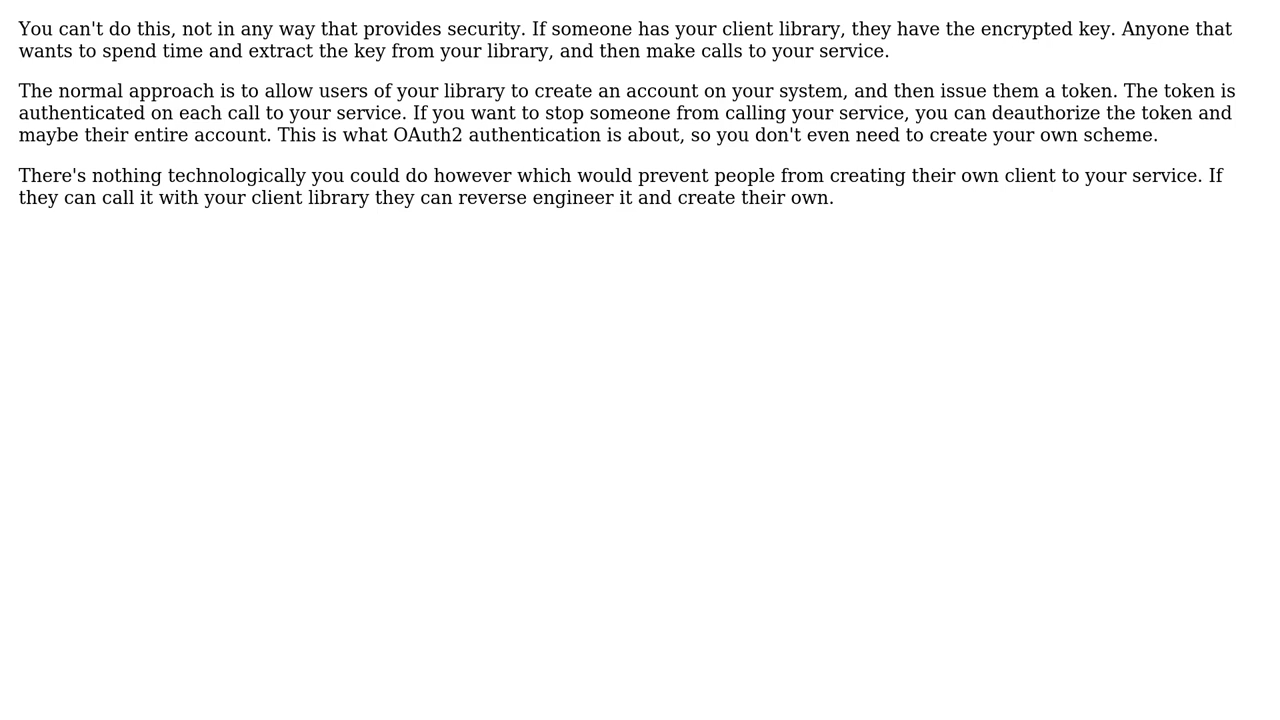 You can't do this, not in any way that provides security. If someone has your client library, they have the encrypted key. Anyone that
wants to spend time and extract the key from your library, and then make calls to your service.
The normal approach is to allow users of your library to create an account on your system, and then issue them a token. The token is
authenticated on each call to your service. If you want to stop someone from calling your service, you can deauthorize the token and
maybe their entire account. This is what OAuth2 authentication is about, so you don't even need to create your own scheme.
There's nothing technologically you could do however which would prevent people from creating their own client to your service. If
they can call it with your client library they can reverse engineer it and create their own.